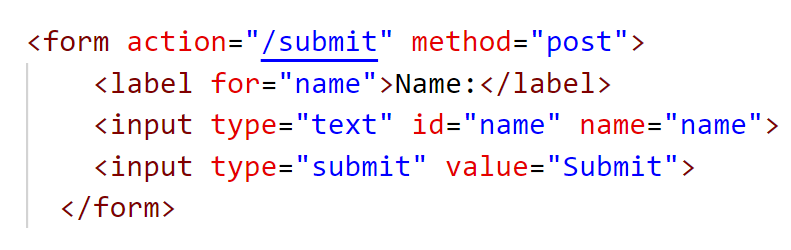 <form action="/submit" method="post">
<label for="name">Name:</label>
<input type="text" id="name" name="name">
<input type="submit" value="Submit">
</form>